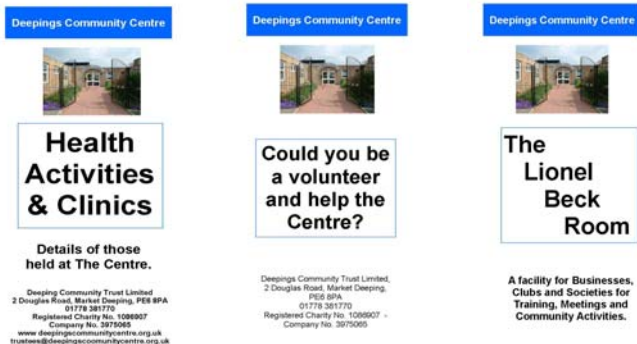 Deepings Community Centre
Health
Activities
& Clinics
Details of those
held at The Centre.
Deeping Community Trust Limited
2 Douglas Road, Market Deeping, PE6 8PA
01778 381770
Registered Charity No. 1086907
Company No. 3975065
www.deepingscommunitycentre.org.uk
trustees@deepingscoomunitycentre.org.uk
Deepings Community Centre
Could you be
a volunteer
and help the
Centre?
Deepings Community Trust Limited,
2 Douglas Road, Market Deeping,
PE6 8PA
01778 381770
Registered Charity No. 1086907 -
Company No. 3975065
Deepings Community Centre
The
Lionel
Beck
Room
A facility for Businesses,
Clubs and Societies for
Training, Meetings and
Community Activities.